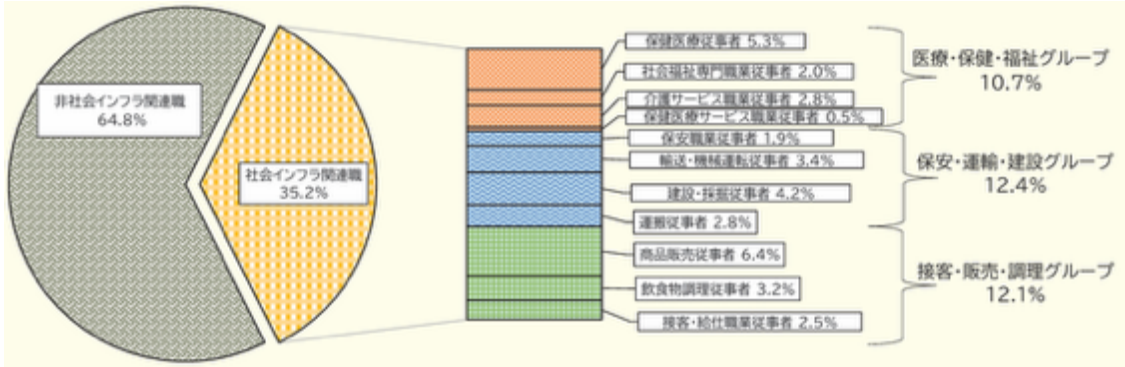 非社会インフラ関連職
64.8%
社会インフラ関連職
35.2%
保健医療従事者 5.3%
社会福祉専門職業従事者 2.0%
介護サービス職業従事者 2.8%
保健医療サービス職業従事者 0.5%
保安職業従事者 1.9%
輸送・機械運転従事者 3.4%
建設・採掘従事者 4.2%
運搬従事者 2.8%
商品販売従事者 6.4%
飲食物調理従事者 3.2%
接客・給仕職業従事者 2.5%
医療・保健・福祉グループ
10.7%
保安・運輸・建設グループ
12.4%
接客・販売・調理グループ
12.1%